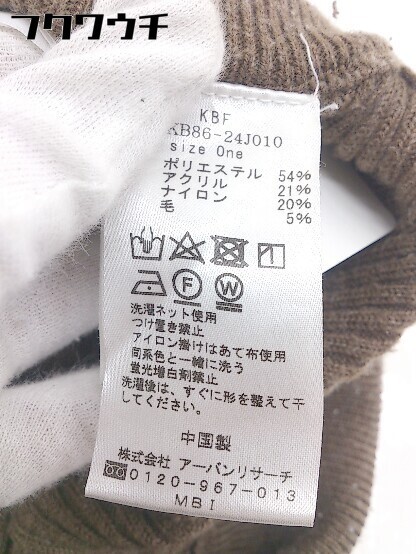 フクワウチ
KBF
KB86-24J010
size One
ポリエステル 54%
アクリル 21%
ナイロン 20%
毛 5%
F W
洗濯ネット使用
つけ置き禁止
アイロン掛けはあて布使用
同系色と一緒に洗う
蛍光増白剤禁止
洗濯後は、すぐに形を整えて干
してください。
中国製
株式会社 アーバンリサーチ
0120-967-013
MBI